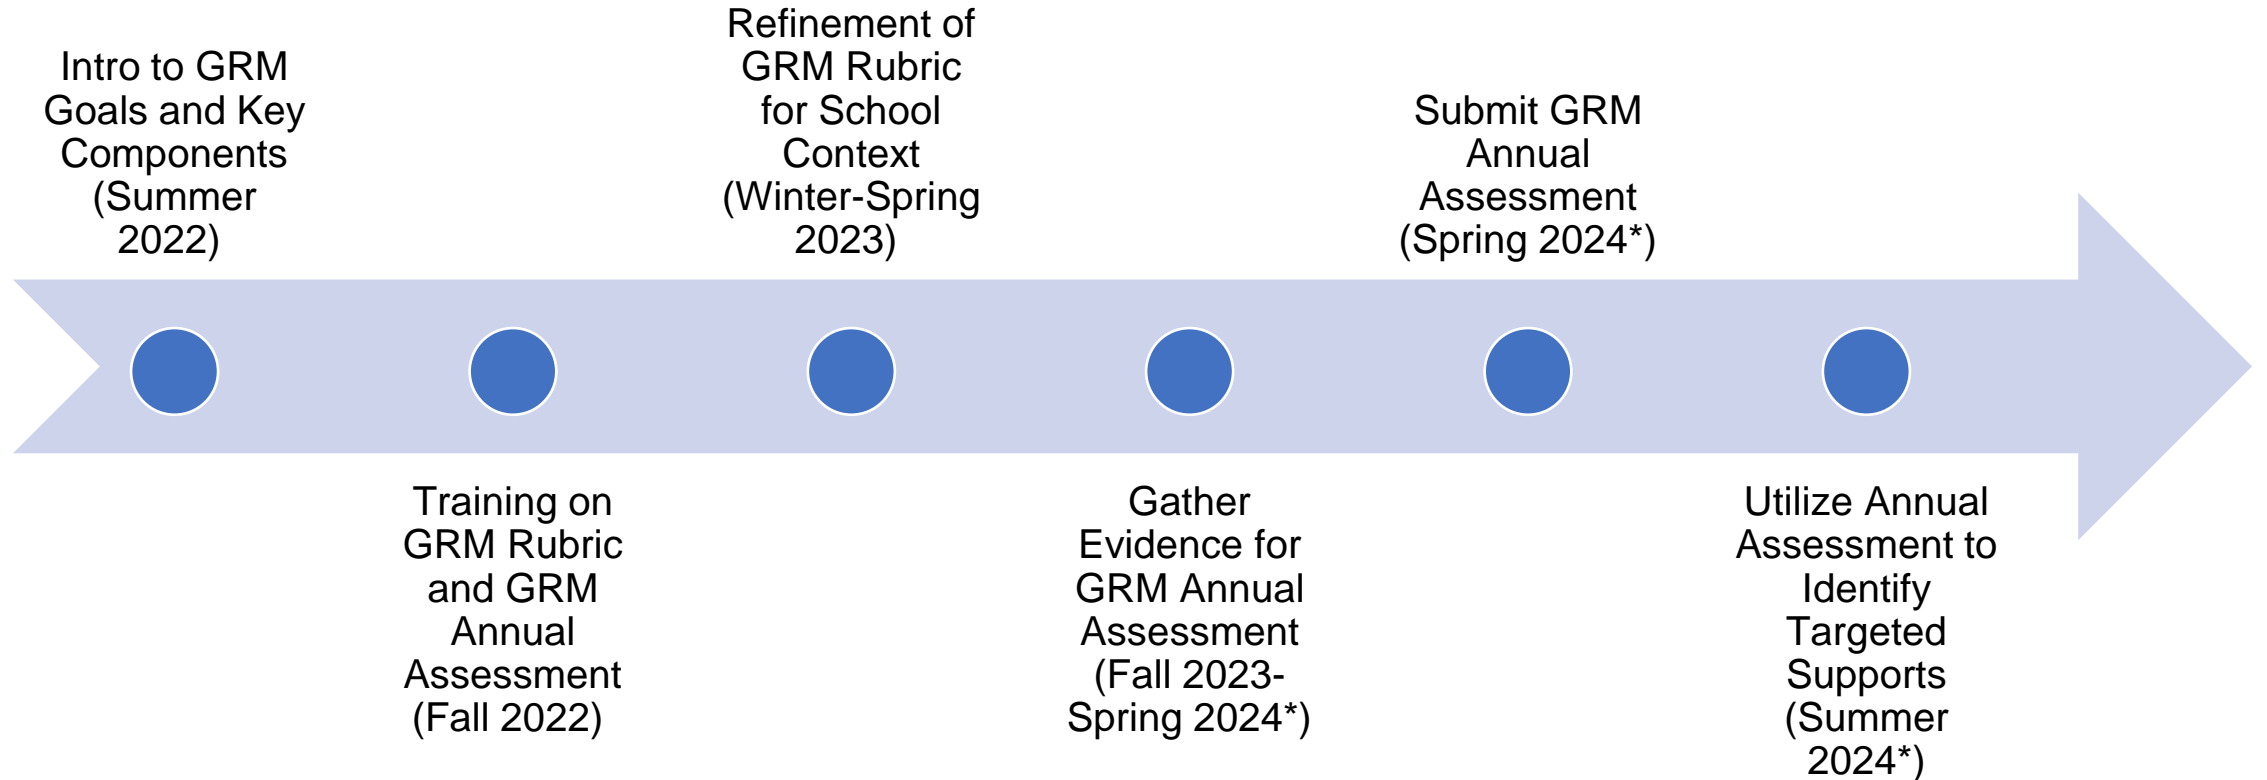 Intro to GRM
Goals and Key
Components
(Summer
2022)
Training on
GRM Rubric
and GRM
Annual
Assessment
(Fall 2022)
Refinement of
GRM Rubric
for School
Context
(Winter-Spring
2023)
Gather
Evidence for
GRM Annual
Assessment
(Fall 2023-
Spring 2024*)
Submit GRM
Annual
Assessment
(Spring 2024*)
Utilize Annual
Assessment to
Identify
Targeted
Supports
(Summer
2024*)